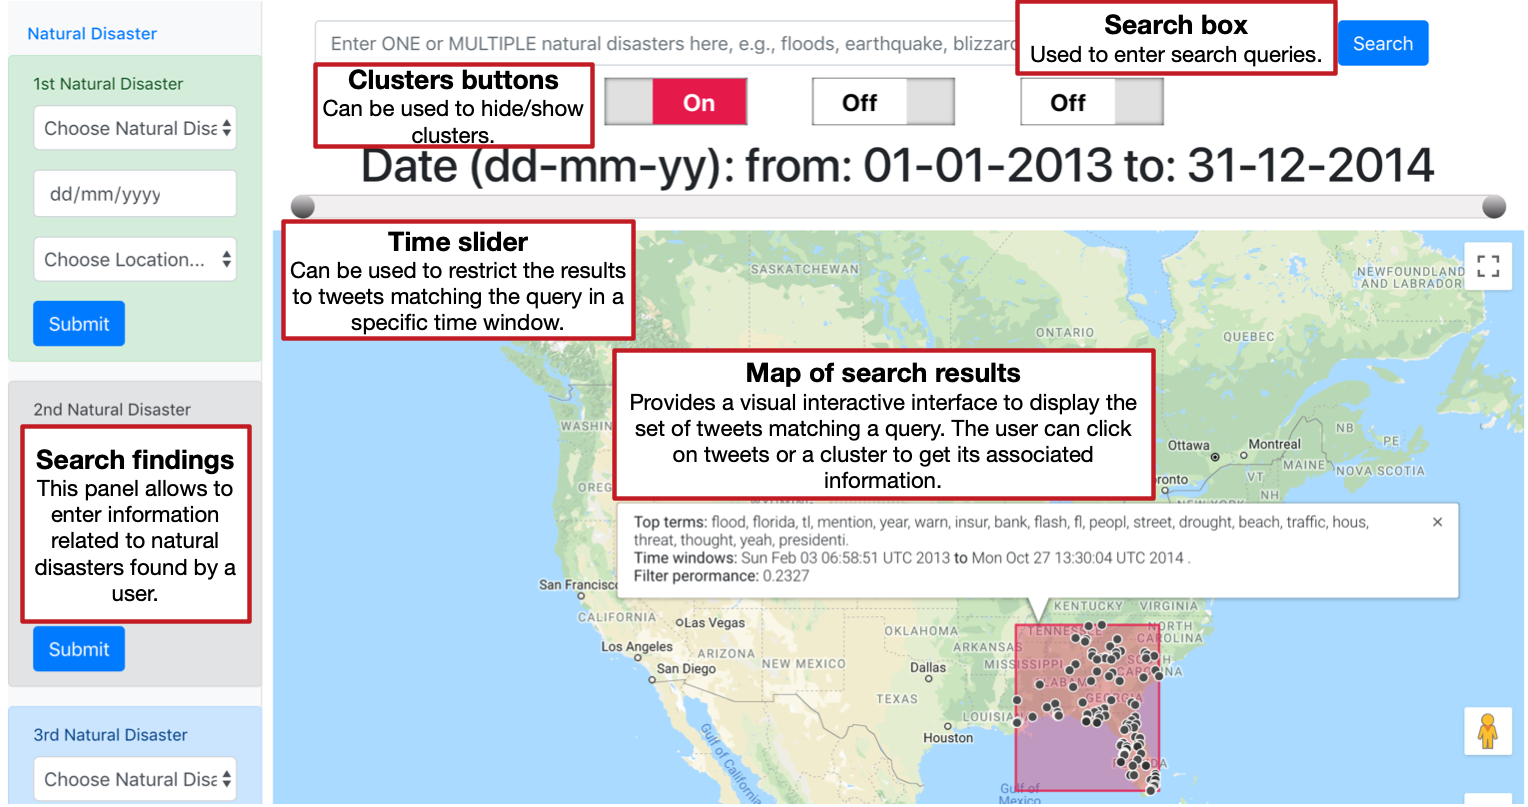 Natural Disaster
1st Natural Disaster
Choose Natural Disa
dd/mm/yyyy
Choose Location...
Submit
2nd Natural Disaster
Search findings
This panel allows to
enter information
related to natural
disasters found by a
user.
Submit
3rd Natural Disaster
Choose Natural Disa
Enter ONE or MULTIPLE natural disasters here, e.g., floods, earthquake, blizzard
Search box
Used to enter search queries.
Search
Clusters buttons
Can be used to hide/show
clusters.
On
Off
Off
Date (dd-mm-yy): from: 01-01-2013 to: 31-12-2014
Time slider
Can be used to restrict the results
to tweets matching the query in a
specific time window.
Map of search results
Provides a visual interactive interface to display the
set of tweets matching a query. The user can click
on tweets or a cluster to get its associated
information.
SASKATCHEWAN
NEWFOUNDLAND
AND LABRADOR
ONTARIO
QUEBEC
WASHIN
NB
PE
Ottawa
Montreal
MAINE
NOVA SCOTIA
VT
NH
OREG
ronto
Top terms: flood, florida, tl, mention, year, warn, insur, bank, flash, fl, peopl, street, drought, beach, traffic, hous,
threat, thought, yeah, presidenti.
Time windows: Sun Feb 03 06:58:51 UTC 2013 to Mon Oct 27 13:30:04 UTC 2014 .
Filter perormance: 0.2327
San Francisco
CALIFORNIA
Las Vegas
Los Angeles
San Diego
ARIZONA
NEW MEXICO
OKLAHOMA
ARKANSAS
Dallas
TEXAS
MISSISSIPPI
LOUISIA
Houston
KENTUCKY
VIRGINIA
TENNESSEE
NORTH
CAROLINA
GEORGIA
Gulf of California
Gulf of
Mexico